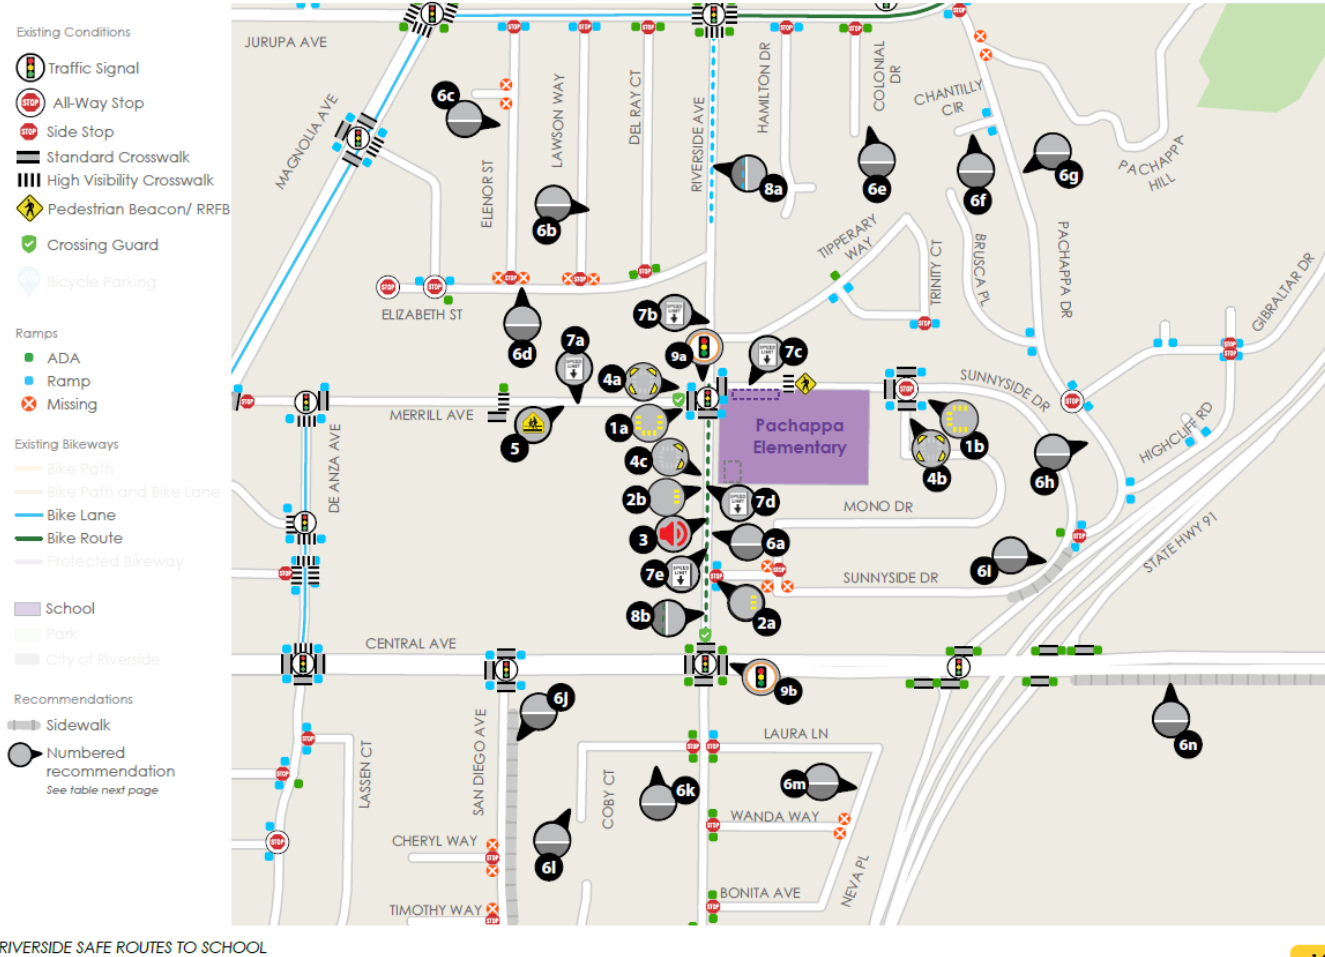 Existing Conditions
Traffic Signal
STOP All-Way Stop
STOP Side Stop
Standard Crosswalk
High Visibility Crosswalk
Pedestrian Beacon/ RRFB
Crossing Guard
Bicycle Parking
Ramps
ADA
Ramp
Missing
Existing Bikeways
Bike Path
Bike Path and Bike Lane
Bike Lane
Bike Route
Protected Bikeway
School
Park
City of Riverside
Recommendations
Sidewalk
Numbered
recommendation
See table next page
JURUPA AVE
MAGNOLIA AVE
ELENOR ST
LAWSON WAY
DEL RAY CT
RIVERSIDE AVE
HAMILTON DR
COLONIAL
DR
CHANTILLY
CIR
PACHAPPA
HILL
6c
6b
8a
6e
6f
6g
TIPPERARY
WAY
TRINITY CT
BRUSCA PL
PACHAPPA DR
GIBRALTAR DR
ELIZABETH ST
6d
7a
7b
9a
7c
4a
SPEED
LIMIT
MERRILL AVE
5
1a
4c
2b
3
7e
8b
7d
6a
2a
Pachappa
Elementary
SUNNYSIDE DR
1b
4b
6h
HIGHCLIFF RD
DE ANZA AVE
MONO DR
SUNNYSIDE DR
6I
STATE HWY 91
CENTRAL AVE
9b
6J
6n
SAN DIEGO AVE
LASSEN CT
COBY CT
LAURA LN
6k
6m
WANDA WAY
NEVA PL
CHERYL WAY
6l
BONITA AVE
TIMOTHY WAY
RIVERSIDE SAFE ROUTES TO SCHOOL